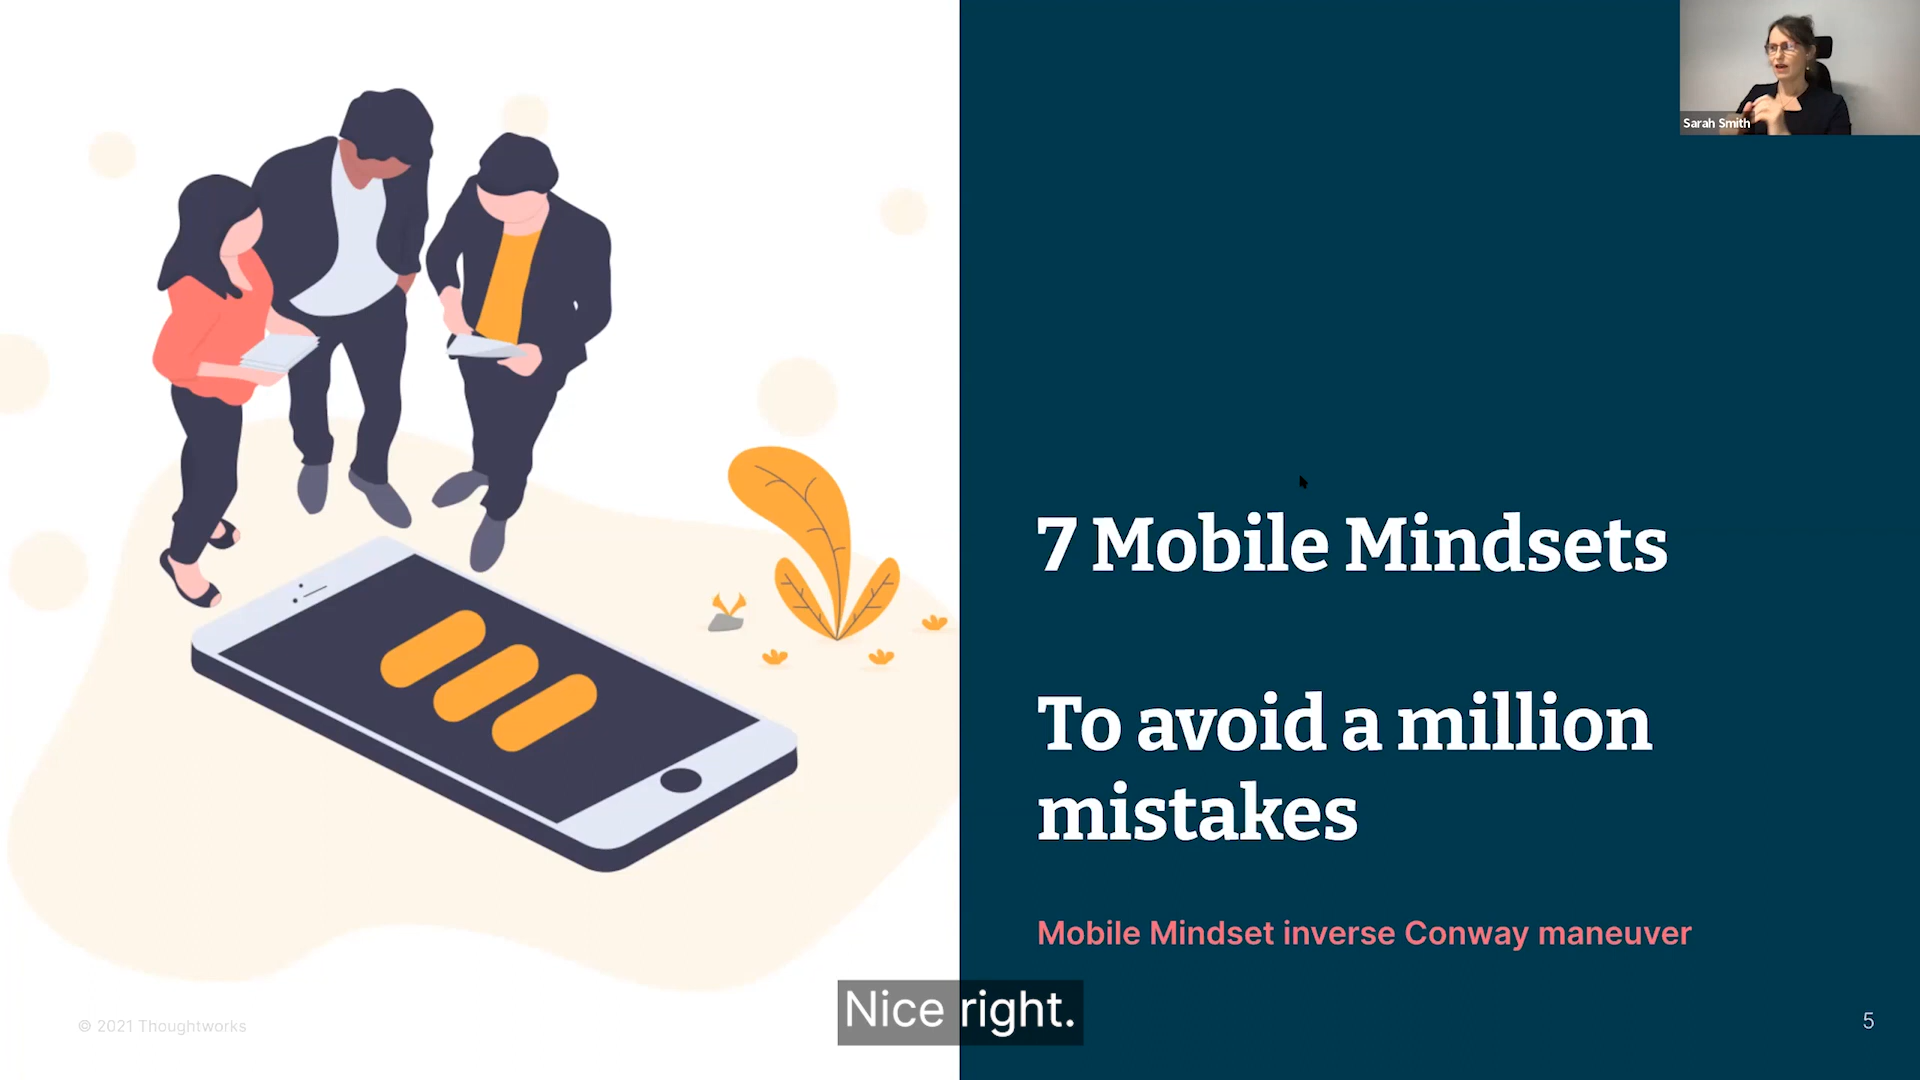 Sarah Smith
7 Mobile Mindsets
To avoid a million
mistakes
Mobile Mindset inverse Conway maneuver
Nice right.
© 2021 Thoughtworks
5